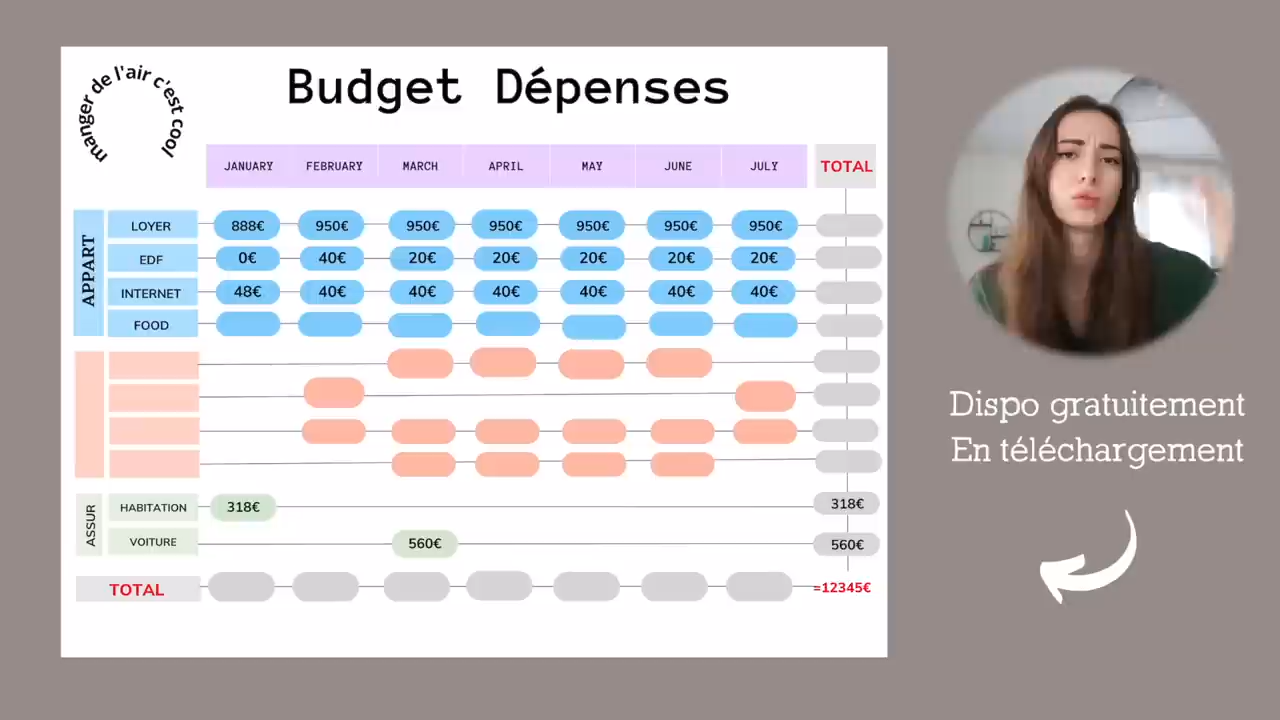 manger de l'air c'est cool
Budget Dépenses
JANUARY FEBRUARY MARCH APRIL MAY JUNE JULY TOTAL
APPART
LOYER 888€ 950€ 950€ 950€ 950€ 950€ 950€
EDF 0€ 40€ 20€ 20€ 20€ 20€ 20€
INTERNET 48€ 40€ 40€ 40€ 40€ 40€ 40€
FOOD
ASSUR
HABITATION 318€ 318€
VOITURE 560€ 560€
TOTAL =12345€
Dispo gratuitement
En téléchargement